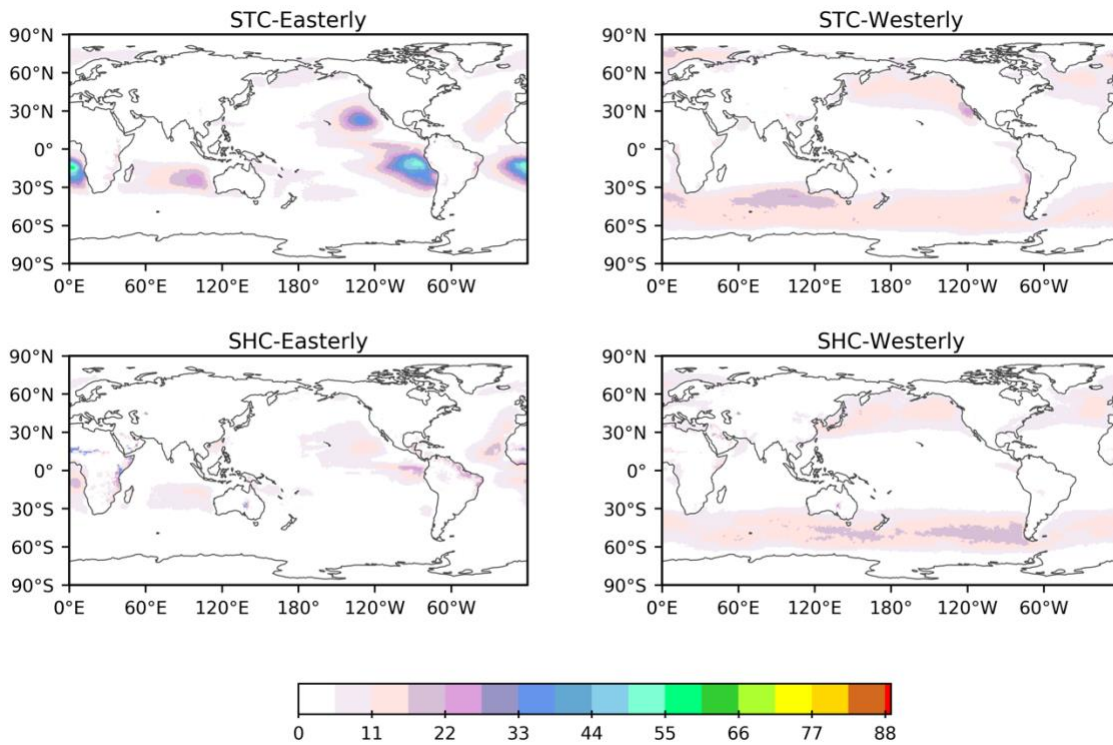 STC-Easterly STC-Westerly
90°N 90°N
60°N 60°N
30°N 30°N
0° 0°
30°S 30°S
60°S 60°S
90°S 90°S
0°E 60°E 120°E 180° 120°W 60°W 0°E 60°E 120°E 180° 120°W 60°W
SHC-Easterly SHC-Westerly
90°N 90°N
60°N 60°N
30°N 30°N
0° 0°
30°S 30°S
60°S 60°S
90°S 90°S
0°E 60°E 120°E 180° 120°W 60°W 0°E 60°E 120°E 180° 120°W 60°W
0 11 22 33 44 55 66 77 88